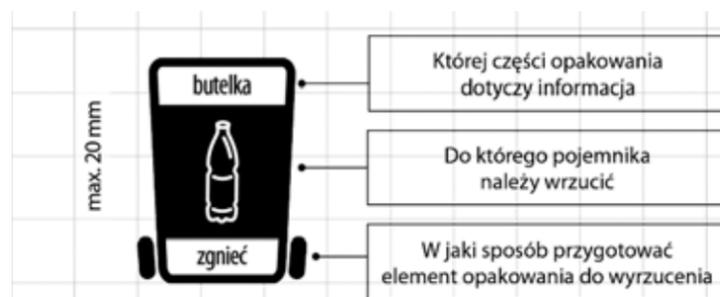 Której części opakowania
dotyczy informacja
butelka
max. 20 mm
Do którego pojemnika
należy wrzucić
zgnieć
W jaki sposób przygotować
element opakowania do wyrzucenia